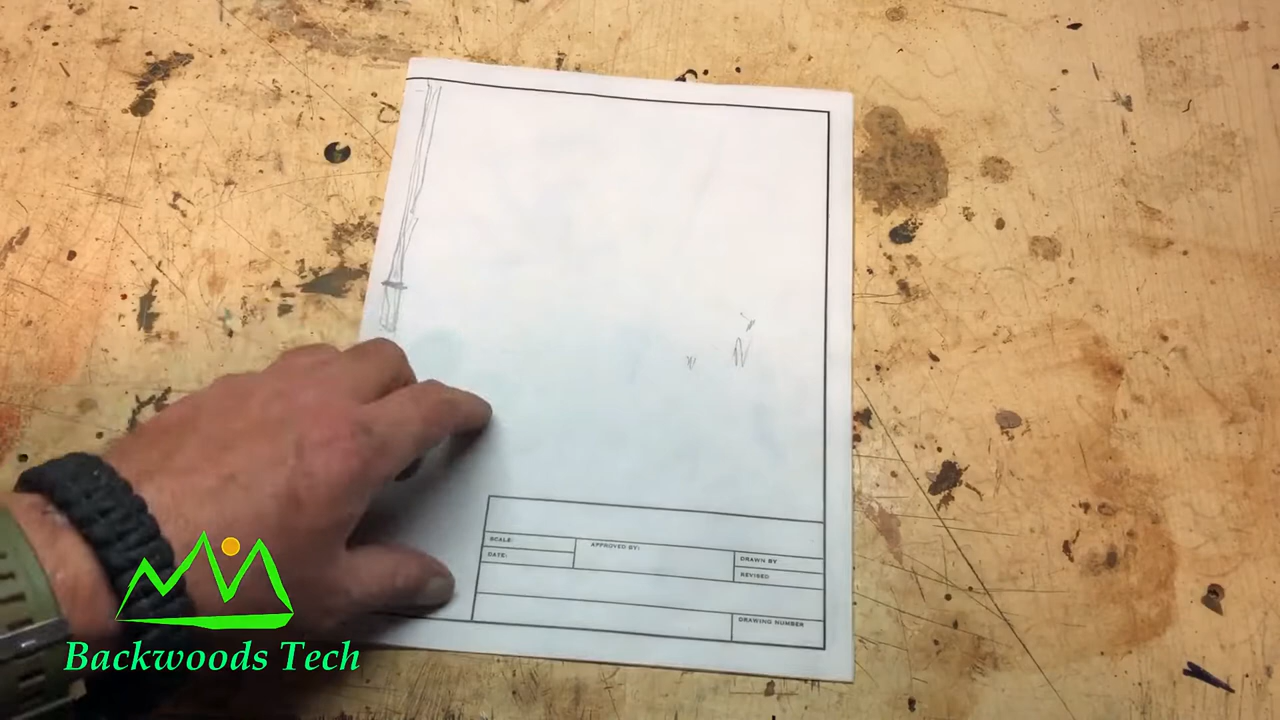 SCALE:
APPROVED BY:
DRAWN BY
DATE:
REVISED
DRAWING NUMBER
Backwoods Tech